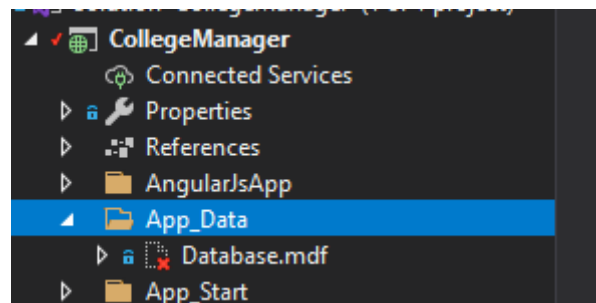 CollegeManager
Connected Services
Properties
References
AngularJsApp
App_Data
Database.mdf
App_Start